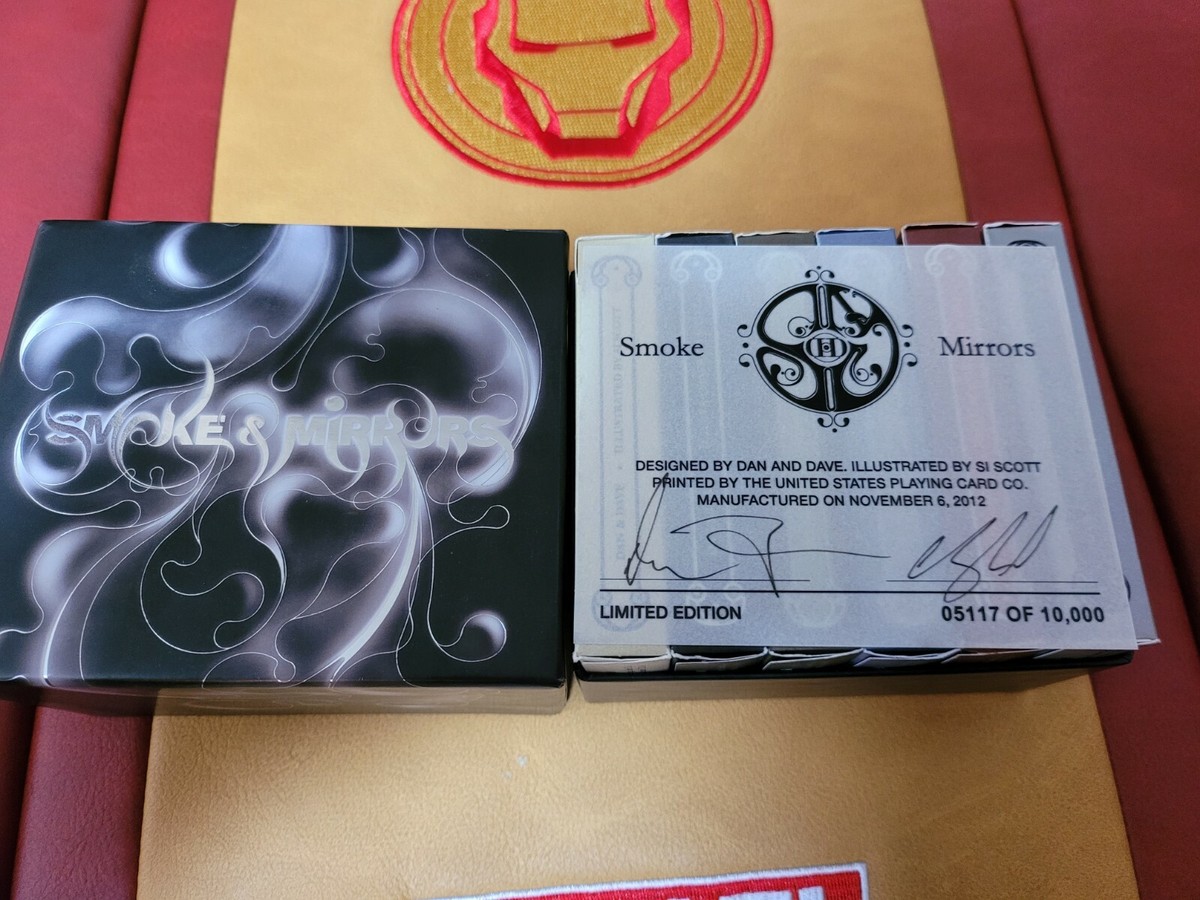 SMOKE & MIRRORS
Smoke
Mirrors
DESIGNED BY DAN AND DAVE. ILLUSTRATED BY SI SCOTT
PRINTED BY THE UNITED STATES PLAYING CARD CO.
MANUFACTURED ON NOVEMBER 6, 2012
LIMITED EDITION
05117 OF 10,000